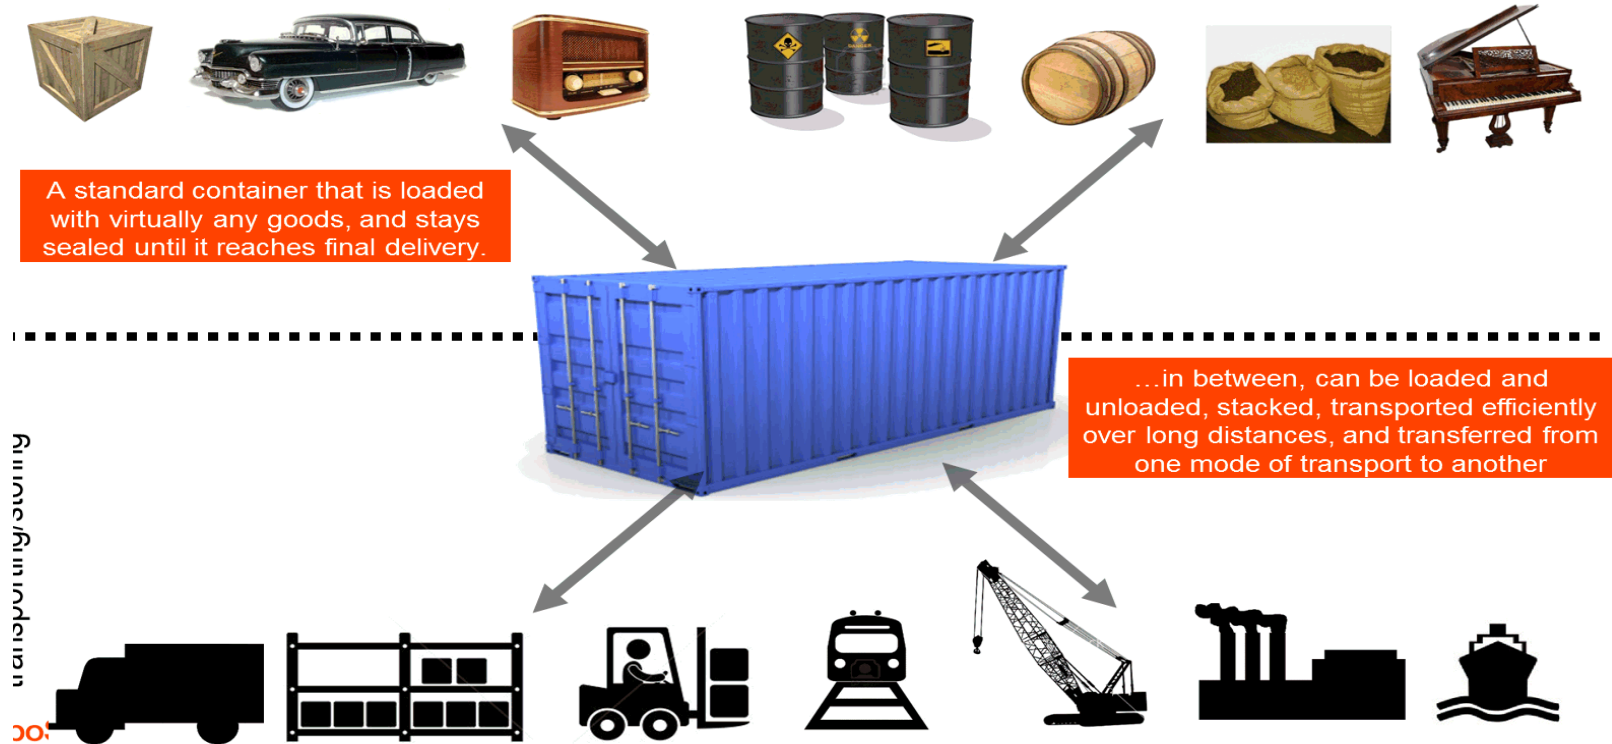 A standard container that is loaded
with virtually any goods, and stays
sealed until it reaches final delivery.
…in between, can be loaded and
unloaded, stacked, transported efficiently
over long distances, and transferred from
one mode of transport to another
DANGER